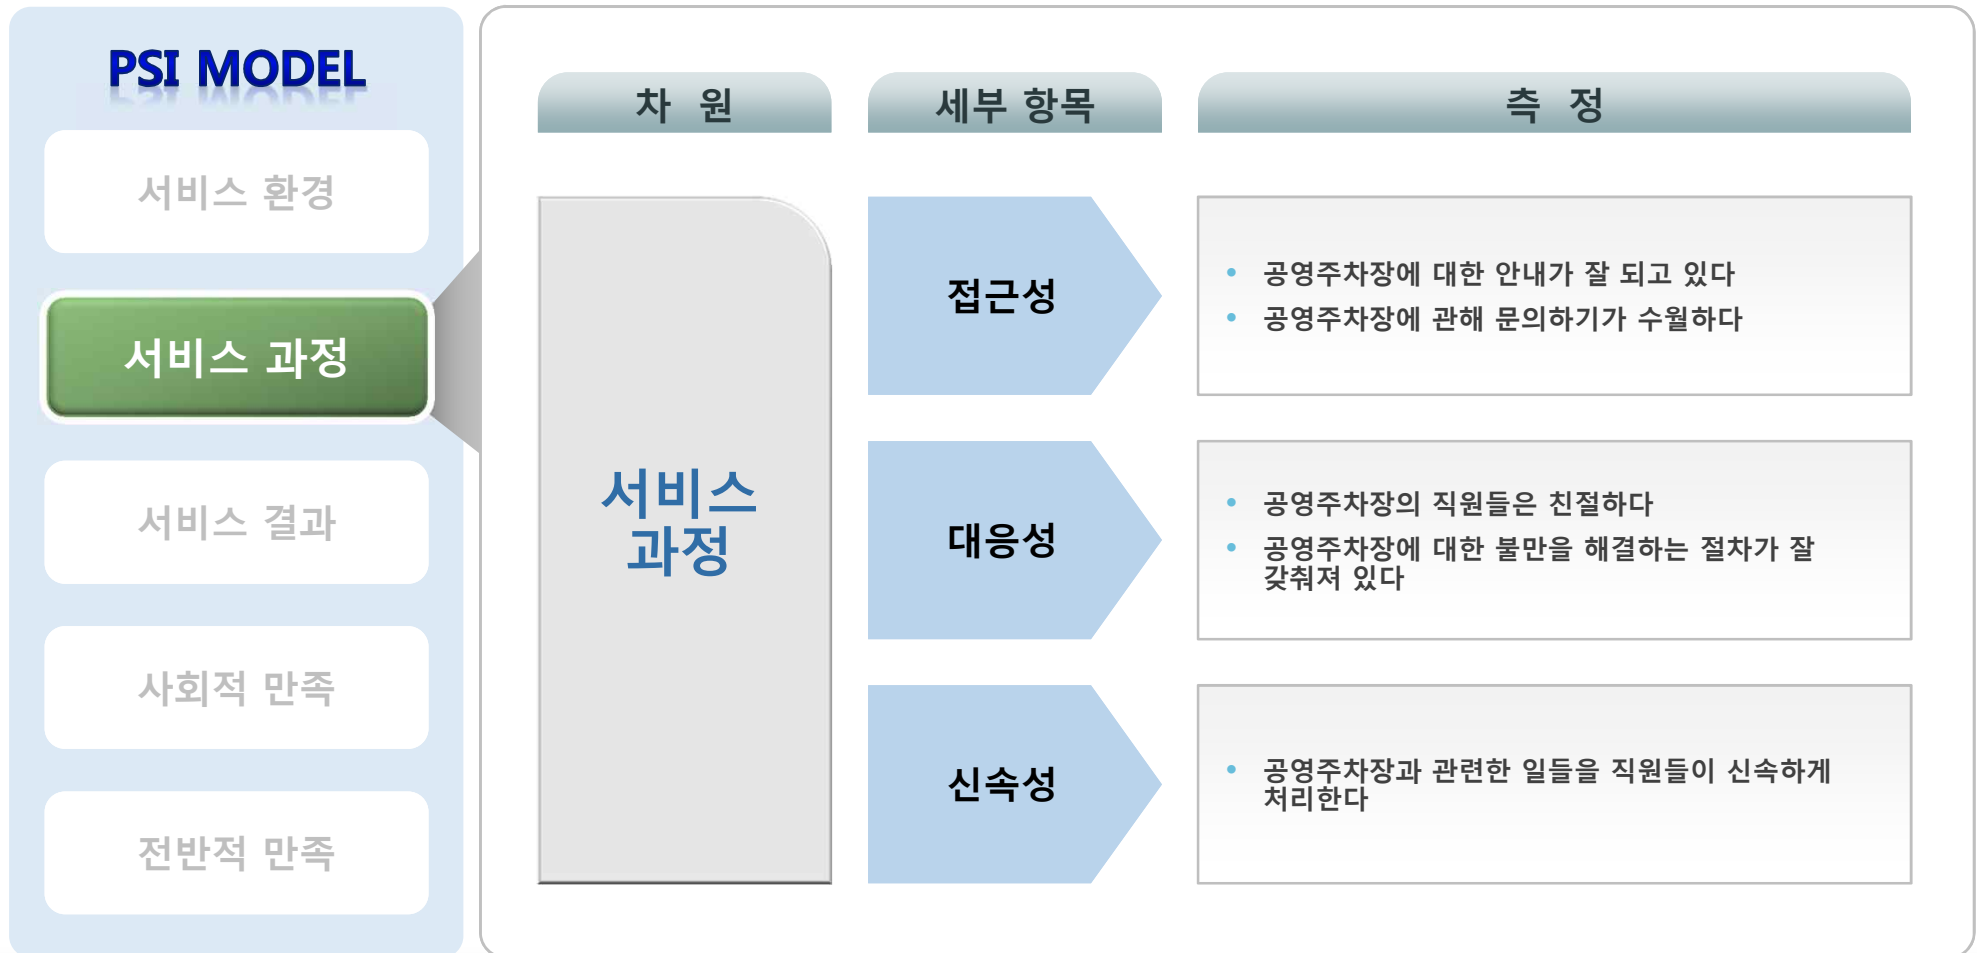 PSI MODEL
서비스 환경
서비스 과정
서비스 결과
사회적 만족
전반적 만족
차 원
세부 항목
측 정
서비스
과정
접근성
• 공영주차장에 대한 안내가 잘 되고 있다
• 공영주차장에 관해 문의하기가 수월하다
대응성
• 공영주차장의 직원들은 친절하다
• 공영주차장에 대한 불만을 해결하는 절차가 잘
갖춰져 있다
신속성
• 공영주차장과 관련한 일들을 직원들이 신속하게
처리한다